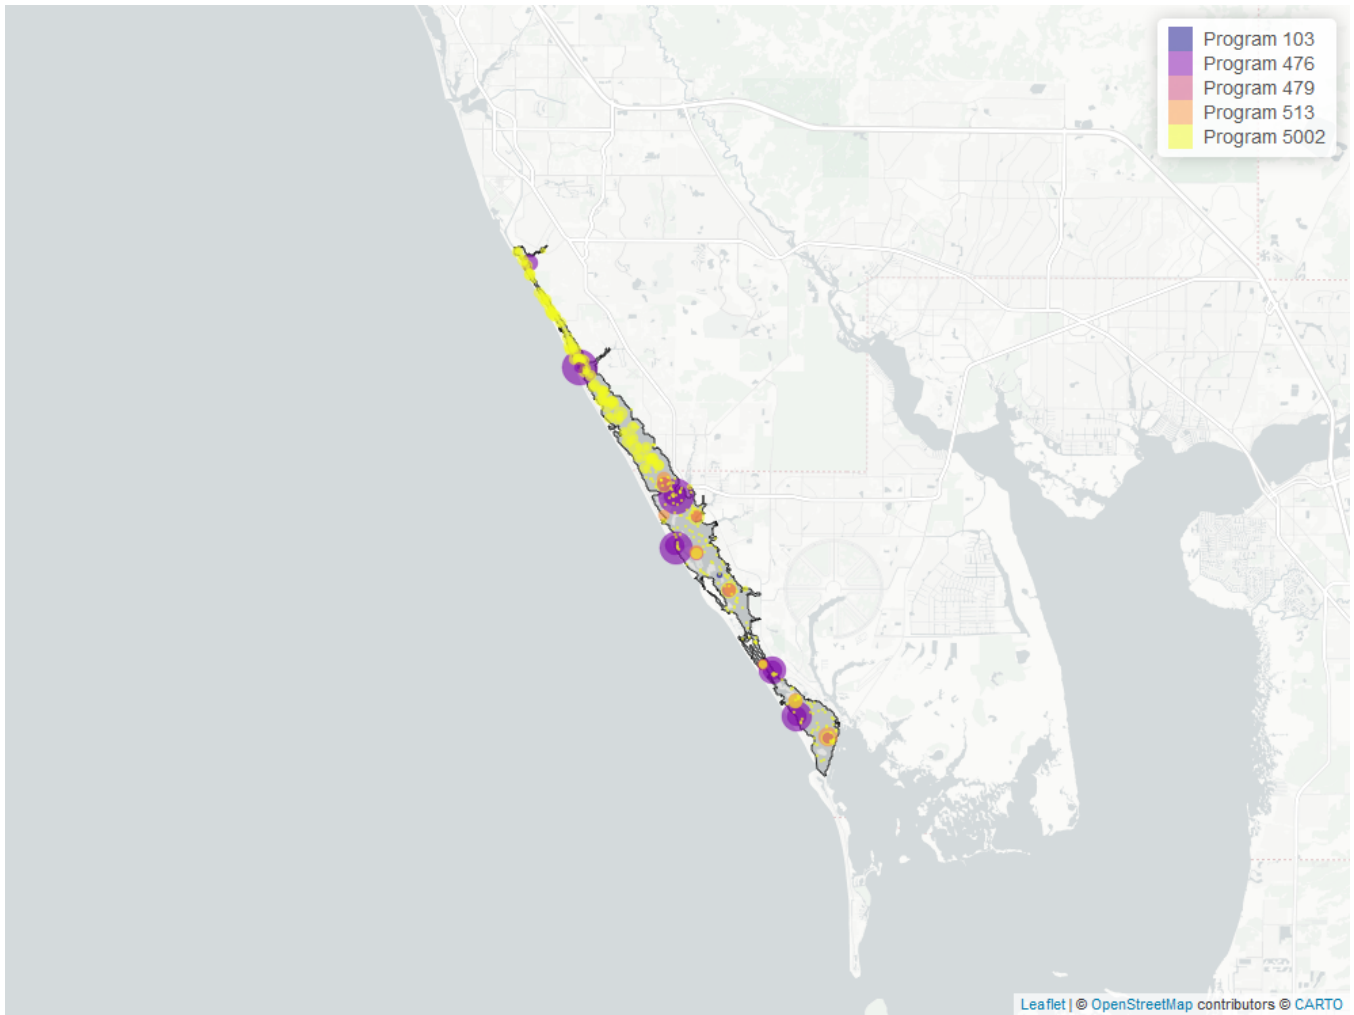 Program 103
Program 476
Program 479
Program 513
Program 5002
Leaflet | © OpenStreetMap contributors © CARTO